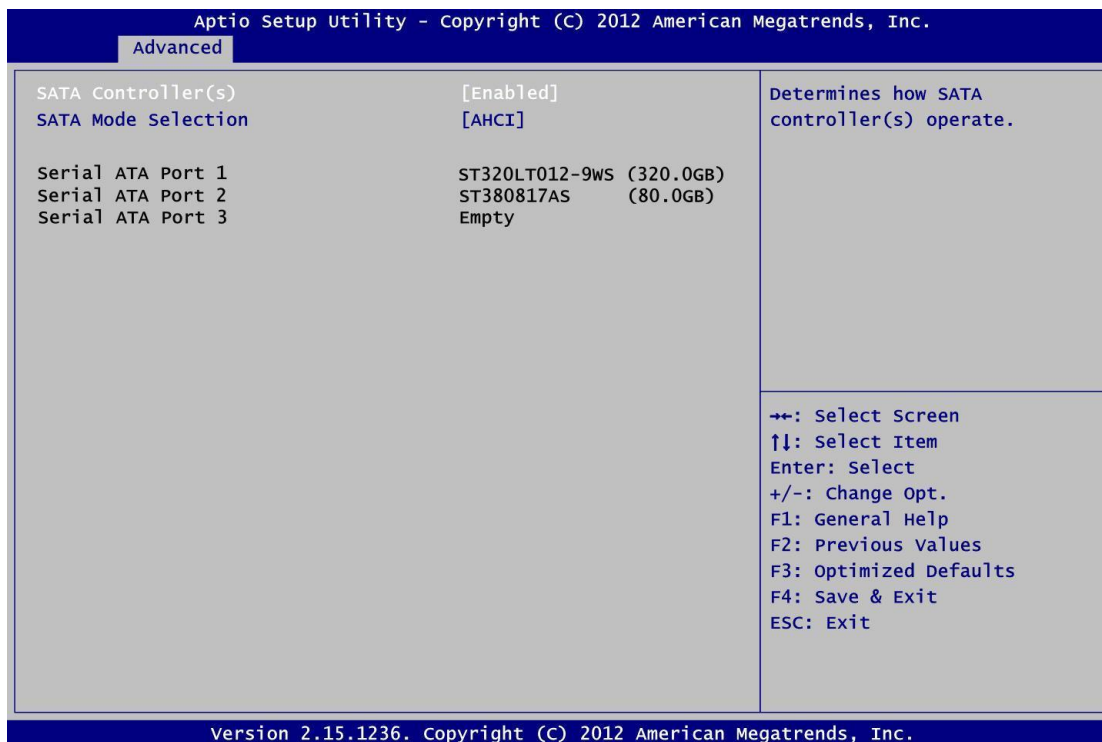 Aptio Setup Utility - Copyright (C) 2012 American Megatrends, Inc.
Advanced
SATA Controller(s) [Enabled]
SATA Mode Selection [AHCI]
Serial ATA Port 1 ST320LT012-9WS (320.0GB)
Serial ATA Port 2 ST380817AS (80.0GB)
Serial ATA Port 3 Empty
Determines how SATA
controller(s) operate.
→←: Select Screen
↑↓: Select Item
Enter: Select
+/-: Change Opt.
F1: General Help
F2: Previous Values
F3: Optimized Defaults
F4: Save & Exit
ESC: Exit
Version 2.15.1236. Copyright (C) 2012 American Megatrends, Inc.